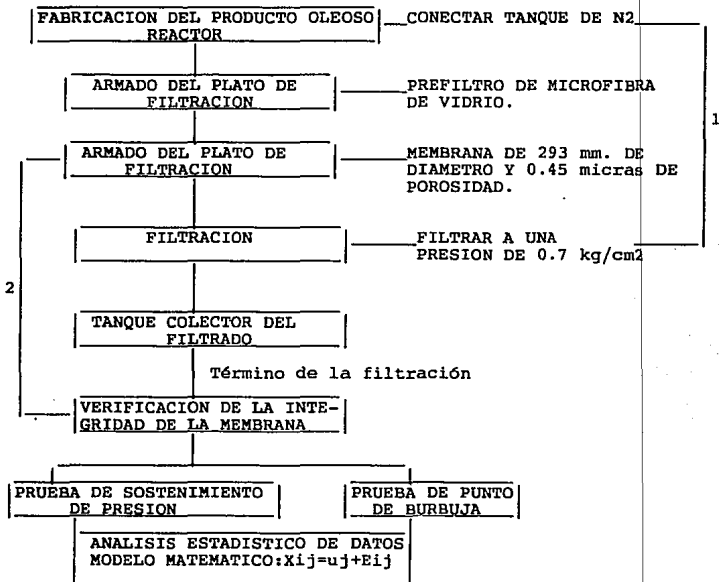 FABRICACION DEL PRODUCTO OLEOSO
REACTOR
CONECTAR TANQUE DE N2
ARMADO DEL PLATO DE
FILTRACION
PREFILTRO DE MICROFIBRA
DE VIDRIO.
1
ARMADO DEL PLATO DE
FILTRACION
MEMBRANA DE 293 mm. DE
DIAMETRO Y 0.45 micras DE
POROSIDAD.
FILTRACION
FILTRAR A UNA
PRESION DE 0.7 kg/cm2
2
TANQUE COLECTOR DEL
FILTRADO
Término de la filtración
VERIFICACION DE LA INTE-
GRIDAD DE LA MEMBRANA
PRUEBA DE SOSTENIMIENTO
DE PRESION
PRUEBA DE PUNTO
DE BURBUJA
ANALISIS ESTADISTICO DE DATOS
MODELO MATEMATICO:Xij=uj+Eij